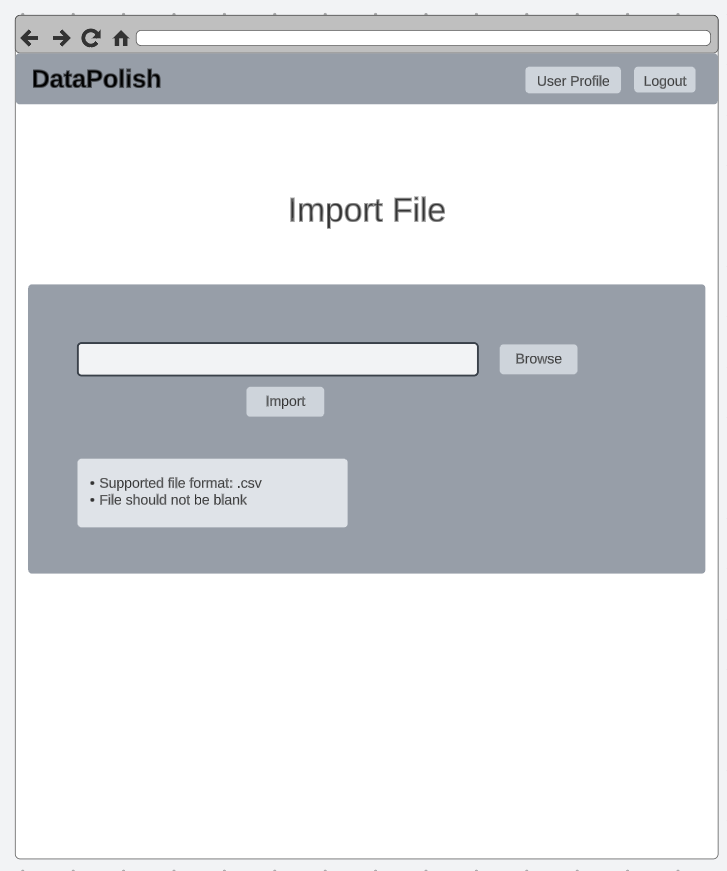 DataPolish
User Profile
Logout
Import File
Browse
Import
• Supported file format: .csv
• File should not be blank